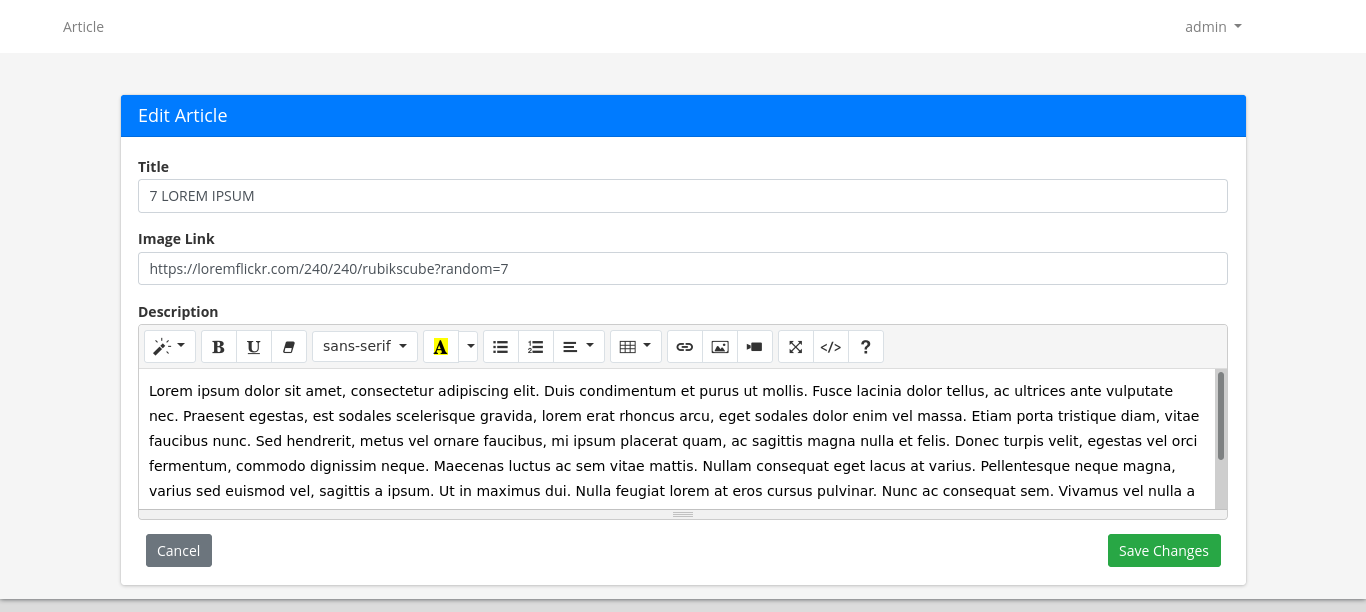 Article
admin
Edit Article
Title
7 LOREM IPSUM
Image Link
https://loremflickr.com/240/240/rubikscube?random=7
Description
B U sans-serif A </> ?
Lorem ipsum dolor sit amet, consectetur adipiscing elit. Duis condimentum et purus ut mollis. Fusce lacinia dolor tellus, ac ultrices ante vulputate
nec. Praesent egestas, est sodales scelerisque gravida, lorem erat rhoncus arcu, eget sodales dolor enim vel massa. Etiam porta tristique diam, vitae
faucibus nunc. Sed hendrerit, metus vel ornare faucibus, mi ipsum placerat quam, ac sagittis magna nulla et felis. Donec turpis velit, egestas vel orci
fermentum, commodo dignissim neque. Maecenas luctus ac sem vitae mattis. Nullam consequat eget lacus at varius. Pellentesque neque magna,
varius sed euismod vel, sagittis a ipsum. Ut in maximus dui. Nulla feugiat lorem at eros cursus pulvinar. Nunc ac consequat sem. Vivamus vel nulla a
Cancel
Save Changes